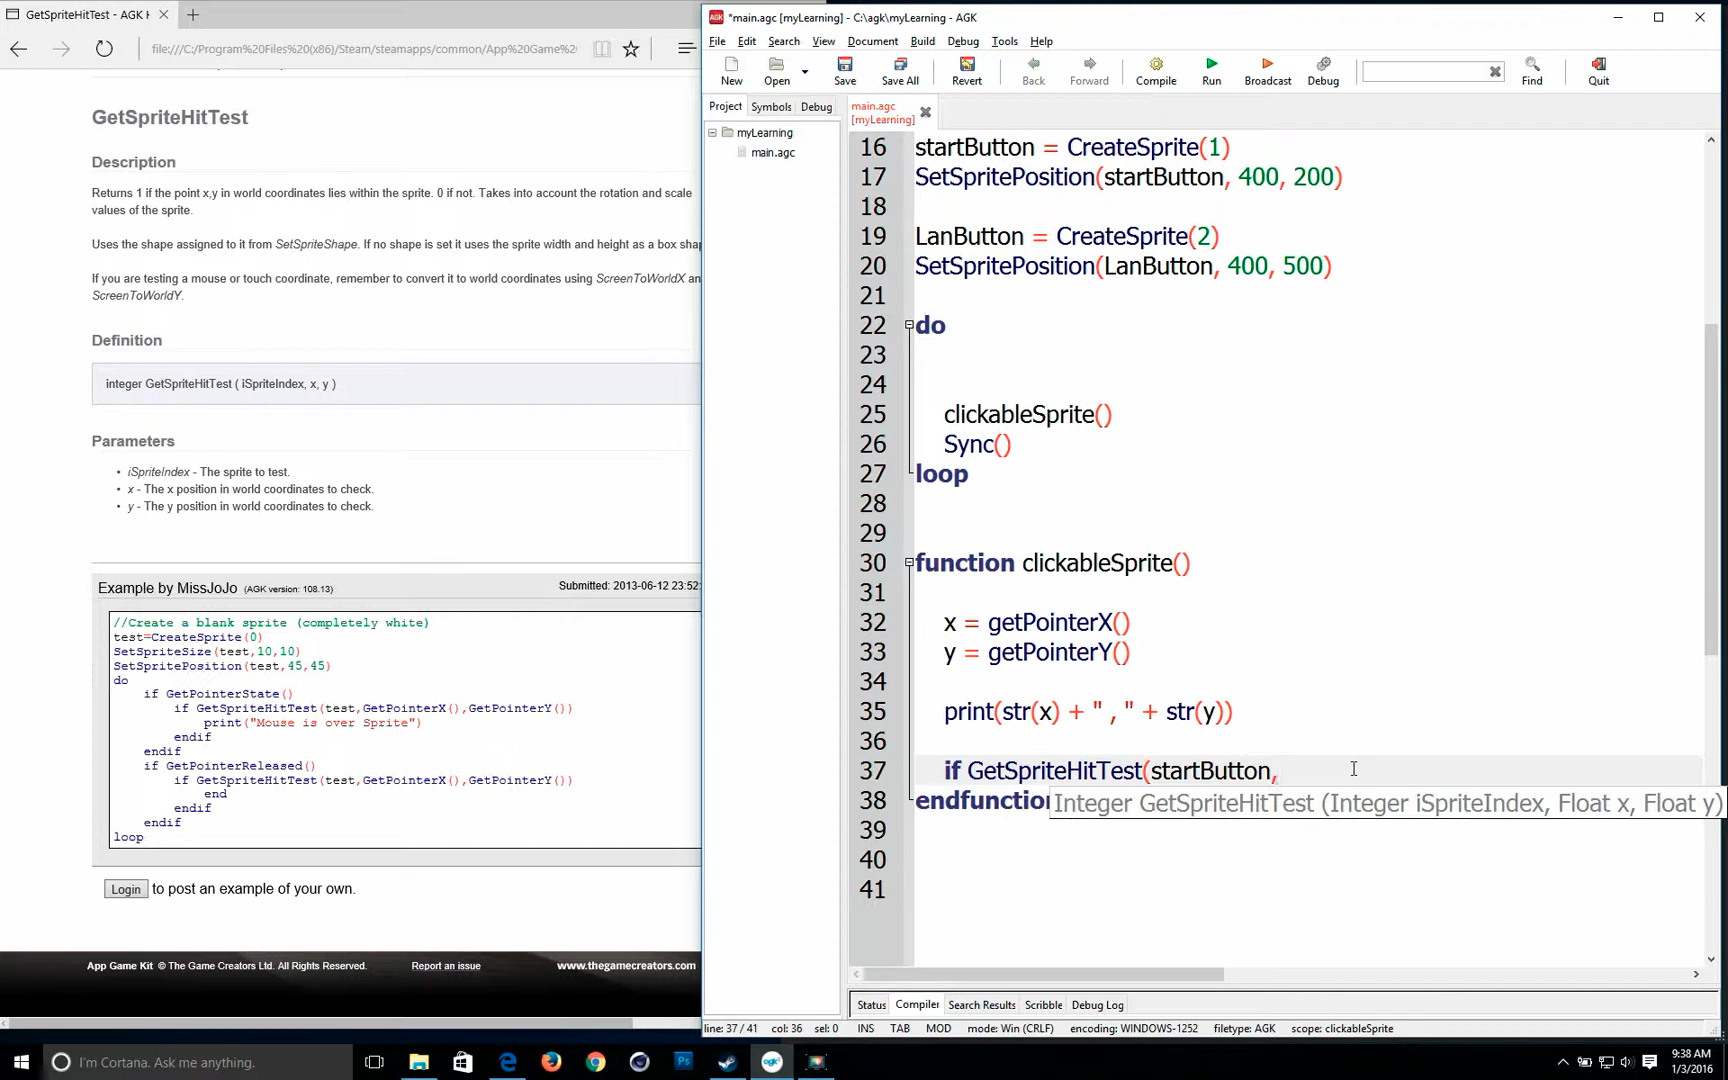 GetSpriteHitTest - AGK H
file:///C:/Program%20Files%20(x86)/Steam/steamapps/common/App%20Game%20
GetSpriteHitTest
Description
Returns 1 if the point x,y in world coordinates lies within the sprite. 0 if not. Takes into account the rotation and scale
values of the sprite.
Uses the shape assigned to it from SetSpriteShape. If no shape is set it uses the sprite width and height as a box shap
If you are testing a mouse or touch coordinate, remember to convert it to world coordinates using ScreenToWorldX an
ScreenToWorldY.
Definition
integer GetSpriteHitTest ( iSpriteIndex, x, y )
Parameters
• iSpriteIndex - The sprite to test.
• x - The x position in world coordinates to check.
• y - The y position in world coordinates to check.
Example by MissJoJo (AGK version: 108.13) Submitted: 2013-06-12 23:52:
//Create a blank sprite (completely white)
test=CreateSprite(0)
SetSpriteSize(test,10,10)
SetSpritePosition(test,45,45)
do
if GetPointerState()
if GetSpriteHitTest(test,GetPointerX(),GetPointerY())
print("Mouse is over Sprite")
endif
endif
if GetPointerReleased()
if GetSpriteHitTest(test,GetPointerX(),GetPointerY())
end
endif
endif
loop
Login to post an example of your own.
App Game Kit © The Game Creators Ltd. All Rights Reserved. Report an issue www.thegamecreators.com
AGK *main.agc [myLearning] - C:\agk\myLearning - AGK
File Edit Search View Document Build Debug Tools Help
New Open Save Save All Revert Back Forward Compile Run Broadcast Debug Find Quit
Project Symbols Debug
myLearning
main.agc
main.agc
[myLearning]
16 startButton = CreateSprite(1)
17 SetSpritePosition(startButton, 400, 200)
18
19 LanButton = CreateSprite(2)
20 SetSpritePosition(LanButton, 400, 500)
21
22 do
23
24
25 clickableSprite()
26 Sync()
27 loop
28
29
30 function clickableSprite()
31
32 x = getPointerX()
33 y = getPointerY()
34
35 print(str(x) + " , " + str(y))
36
37 if GetSpriteHitTest(startButton,
38 endfunction
Integer GetSpriteHitTest (Integer iSpriteIndex, Float x, Float y)
39
40
41
Status Compiler Search Results Scribble Debug Log
line: 37 / 41 col: 36 sel: 0 INS TAB MOD mode: Win (CRLF) encoding: WINDOWS-1252 filetype: AGK scope: clickableSprite
I'm Cortana. Ask me anything.
Ps
agk
9:38 AM
1/3/2016